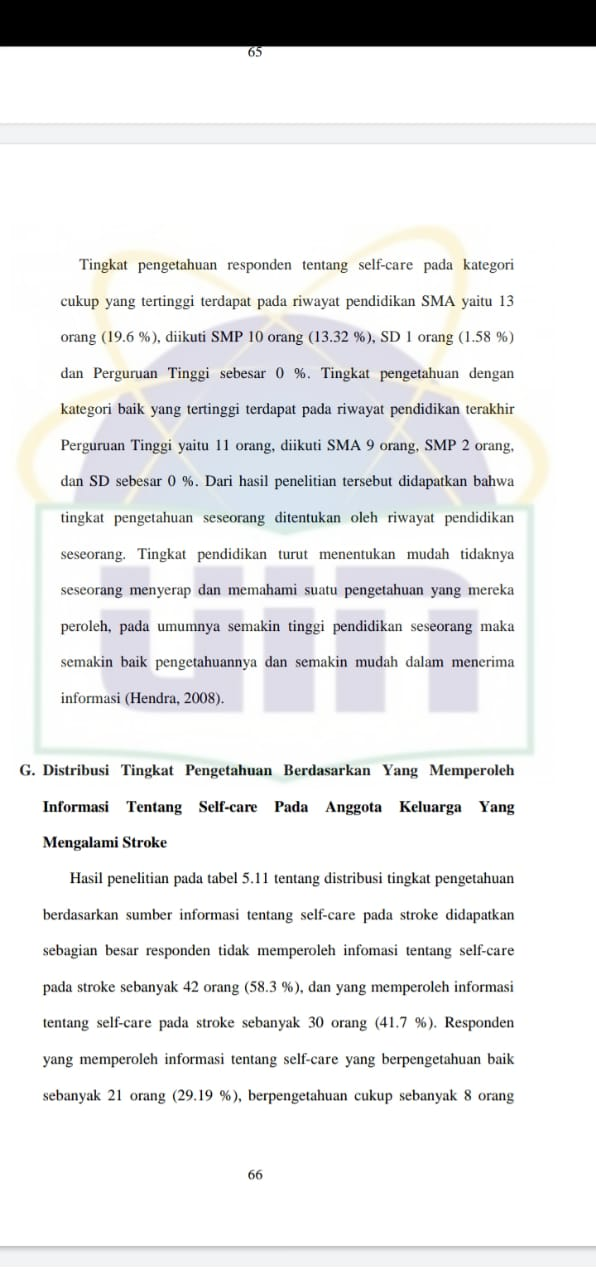 65
Tingkat pengetahuan responden tentang self-care pada kategori
cukup yang tertinggi terdapat pada riwayat pendidikan SMA yaitu 13
orang (19.6 %), diikuti SMP 10 orang (13.32 %), SD 1 orang (1.58 %)
dan Perguruan Tinggi sebesar 0 %. Tingkat pengetahuan dengan
kategori baik yang tertinggi terdapat pada riwayat pendidikan terakhir
Perguruan Tinggi yaitu 11 orang, diikuti SMA 9 orang, SMP 2 orang,
dan SD sebesar 0 %. Dari hasil penelitian tersebut didapatkan bahwa
tingkat pengetahuan seseorang ditentukan oleh riwayat pendidikan
seseorang. Tingkat pendidikan turut menentukan mudah tidaknya
seseorang menyerap dan memahami suatu pengetahuan yang mereka
peroleh, pada umumnya semakin tinggi pendidikan seseorang maka
semakin baik pengetahuannya dan semakin mudah dalam menerima
informasi (Hendra, 2008).
uin
G. Distribusi Tingkat Pengetahuan Berdasarkan Yang Memperoleh
Informasi Tentang Self-care Pada Anggota Keluarga Yang
Mengalami Stroke
Hasil penelitian pada tabel 5.11 tentang distribusi tingkat pengetahuan
berdasarkan sumber informasi tentang self-care pada stroke didapatkan
sebagian besar responden tidak memperoleh infomasi tentang self-care
pada stroke sebanyak 42 orang (58.3 %), dan yang memperoleh informasi
tentang self-care pada stroke sebanyak 30 orang (41.7 %). Responden
yang memperoleh informasi tentang self-care yang berpengetahuan baik
sebanyak 21 orang (29.19 %), berpengetahuan cukup sebanyak 8 orang
66